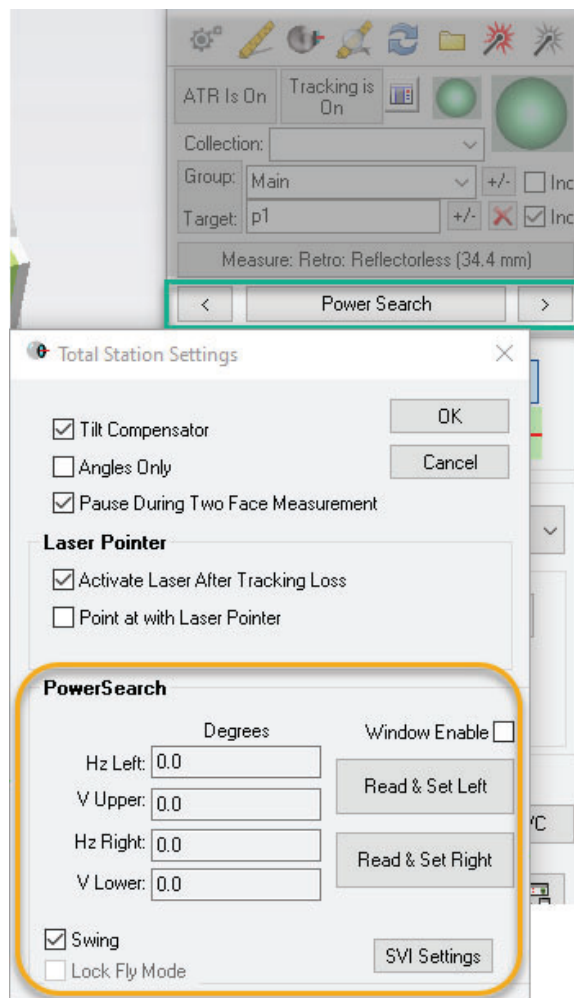 ATR Is On
Tracking is
On
Collection:
Group: Main +/- Inc
Target: p1 +/- Inc
Measure: Retro: Reflectorless (34.4 mm)
< Power Search >
Total Station Settings
Tilt Compensator OK
Angles Only Cancel
Pause During Two Face Measurement
Laser Pointer
Activate Laser After Tracking Loss
Point at with Laser Pointer
PowerSearch
Degrees Window Enable
Hz Left: 0.0 Read & Set Left
V Upper: 0.0
Hz Right: 0.0 Read & Set Right
V Lower: 0.0
Swing SVI Settings
Lock Fly Mode